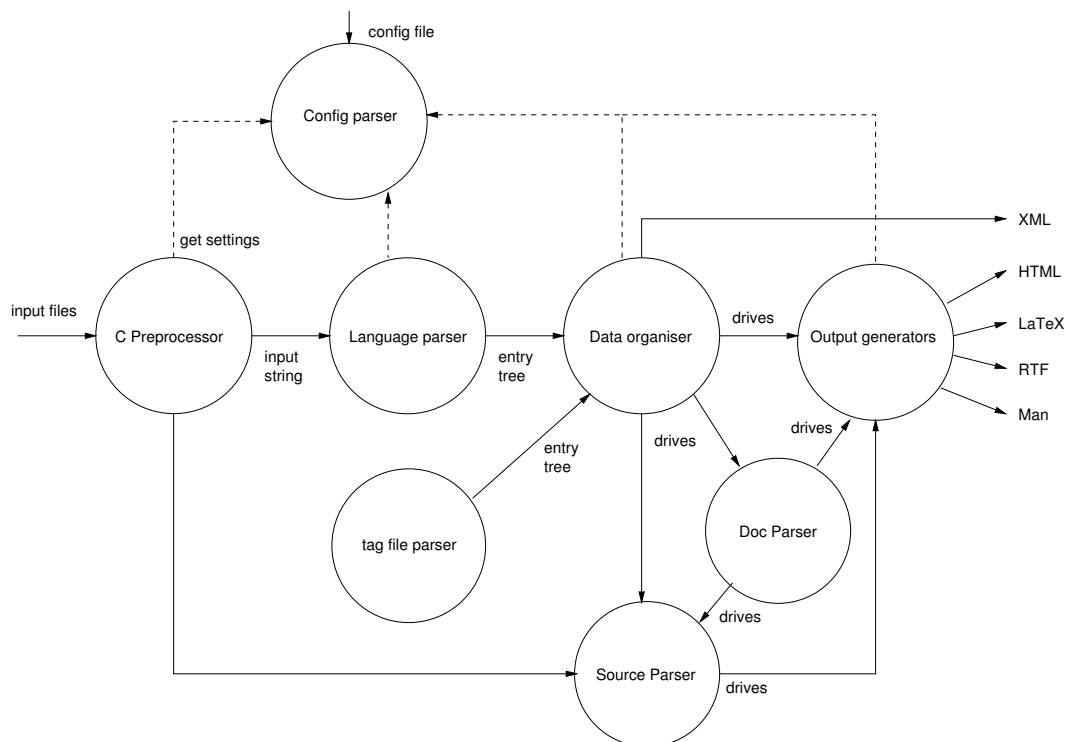 config file
Config parser
get settings
XML
HTML
input files
LaTeX
drives
C Preprocessor
Language parser
Data organiser
Output generators
input
string
entry
tree
RTF
Man
drives
drives
entry
tree
Doc Parser
tag file parser
drives
Source Parser
drives